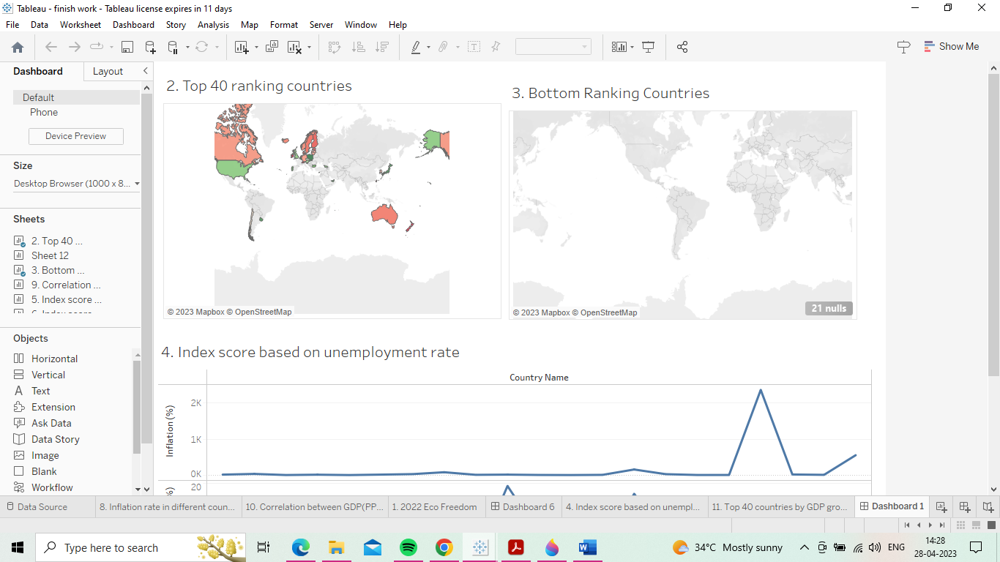 Tableau - finish work - Tableau license expires in 11 days
File Data Worksheet Dashboard Story Analysis Map Format Server Window Help
Show Me
Dashboard Layout
Default
Phone
Device Preview
Size
Desktop Browser (1000 x 8...
Sheets
2. Top 40 ...
Sheet 12
3. Bottom ...
9. Correlation ...
5. Index score ...
Objects
Horizontal
Vertical
Text
Extension
Ask Data
Data Story
Image
Blank
Workflow
2. Top 40 ranking countries
© 2023 Mapbox © OpenStreetMap
3. Bottom Ranking Countries
© 2023 Mapbox © OpenStreetMap
21 nulls
4. Index score based on unemployment rate
Country Name
Inflation (%)
2K
1K
0K
20
%)
Data Source 8. Inflation rate in different coun... 10. Correlation between GDP(PP... 1. 2022 Eco Freedom Dashboard 6 4. Index score based on unempl... 11. Top 40 countries by GDP gro... Dashboard 1
Type here to search
34°C Mostly sunny
ENG
14:28
28-04-2023